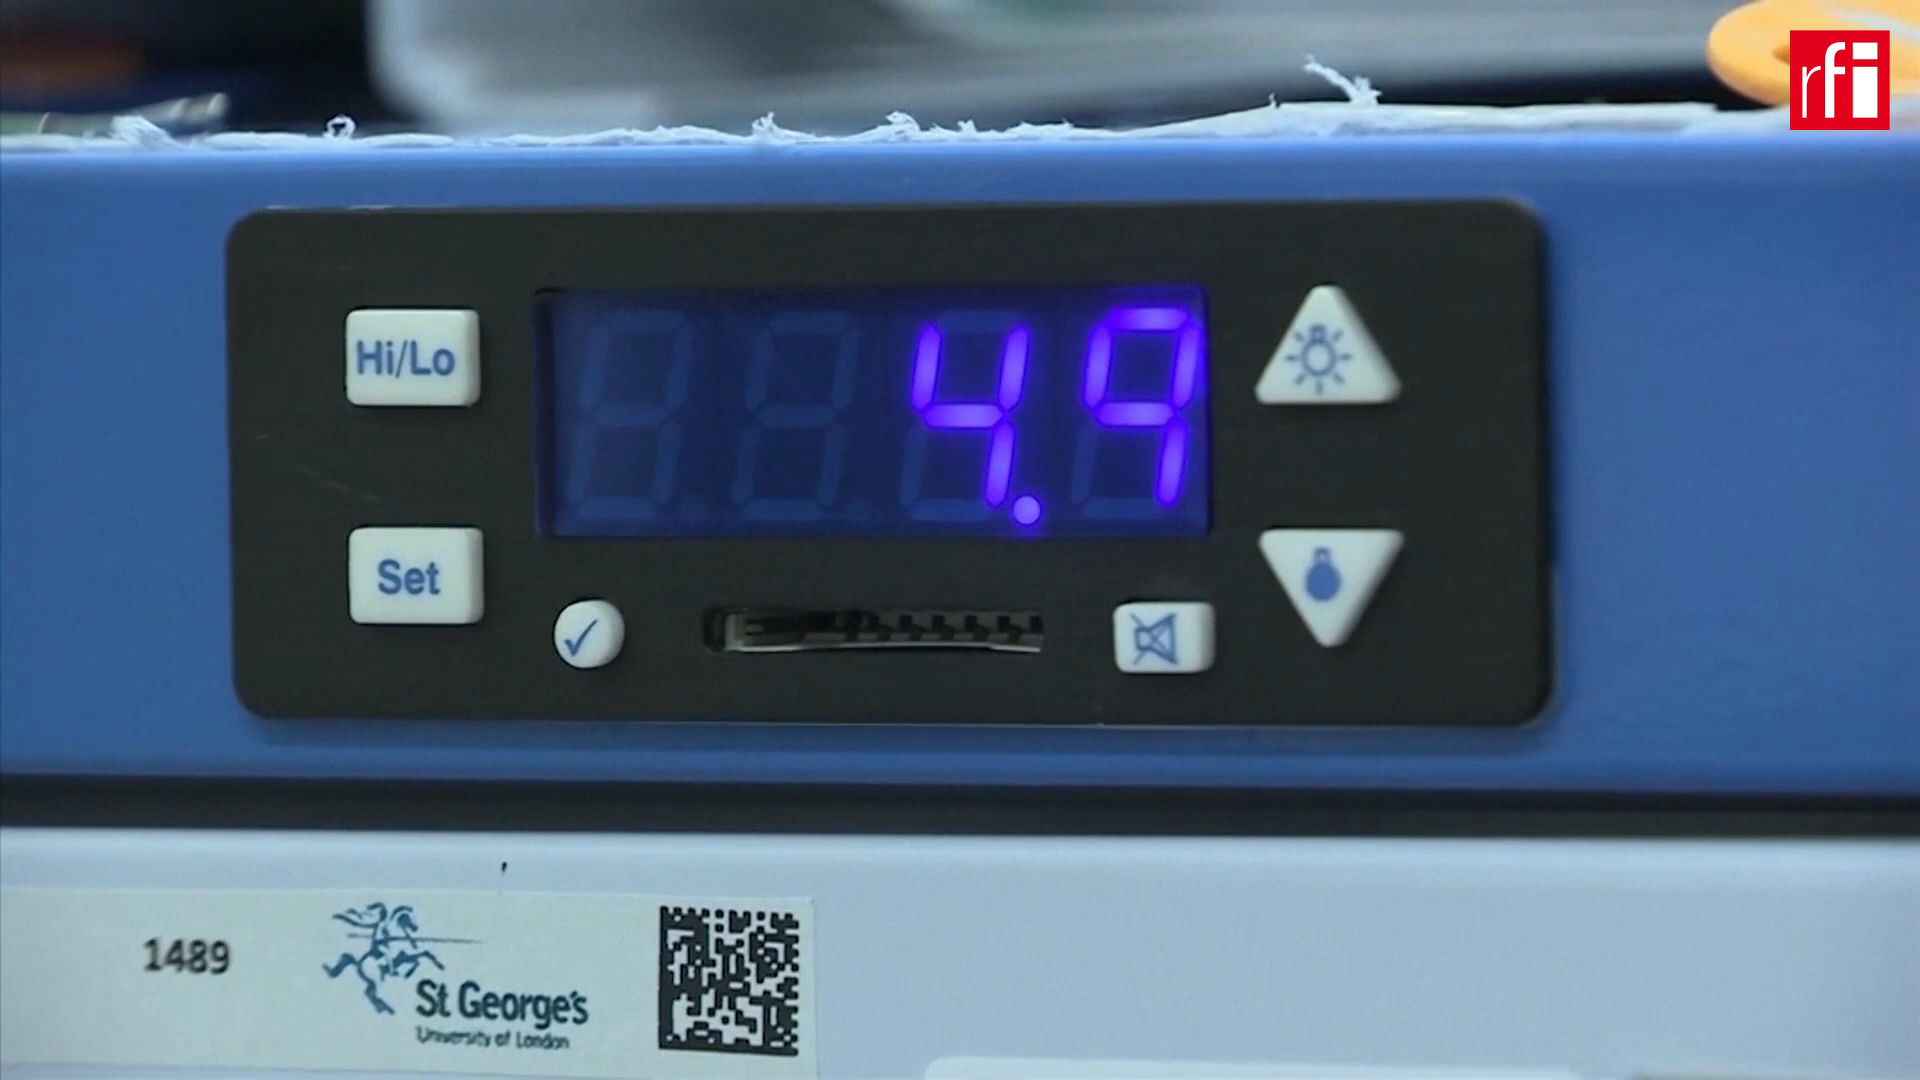 rfi
Hi/Lo
4.9
Set
1489
St George's
University of London